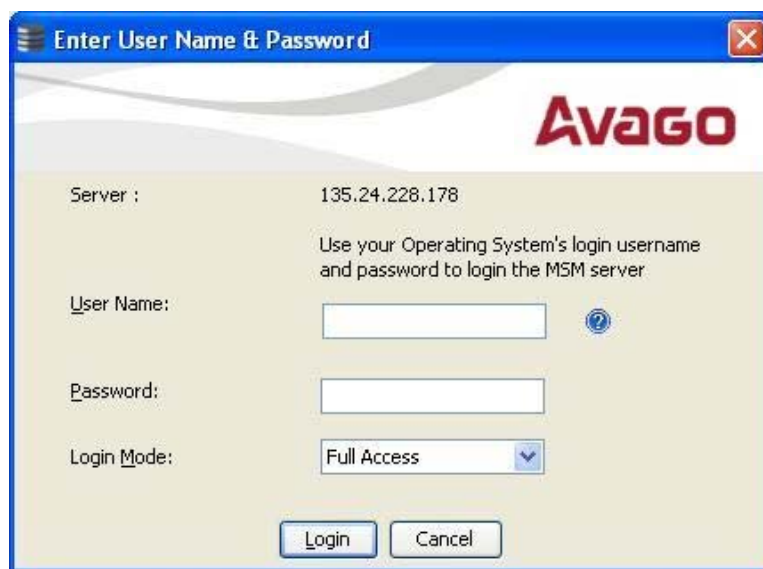 Enter User Name & Password
AVAGO
Server : 135.24.228.178
Use your Operating System's login username
and password to login the MSM server
User Name:
Password:
Login Mode: Full Access
Login Cancel